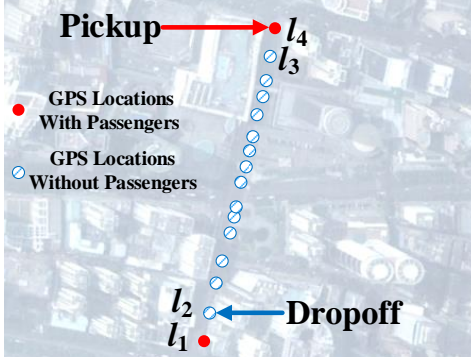 Pickup
l4
l3
GPS Locations
With Passengers
GPS Locations
Without Passengers
l2
Dropoff
l1